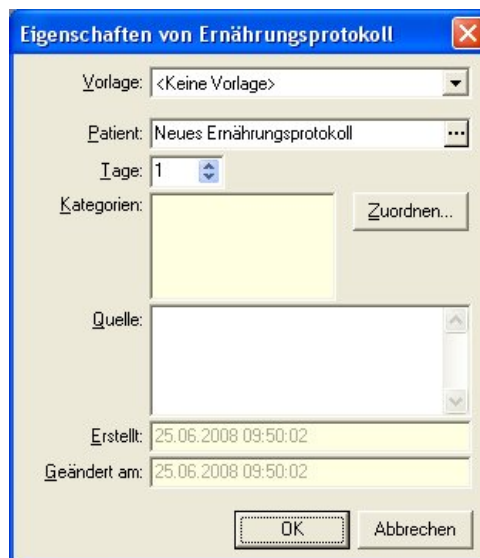 Eigenschaften von Ernährungsprotokoll
Vorlage: <Keine Vorlage>
Patient: Neues Ernährungsprotokoll ...
Tage: 1
Kategorien: Zuordnen...
Quelle:
Erstellt: 25.06.2008 09:50:02
Geändert am: 25.06.2008 09:50:02
OK Abbrechen